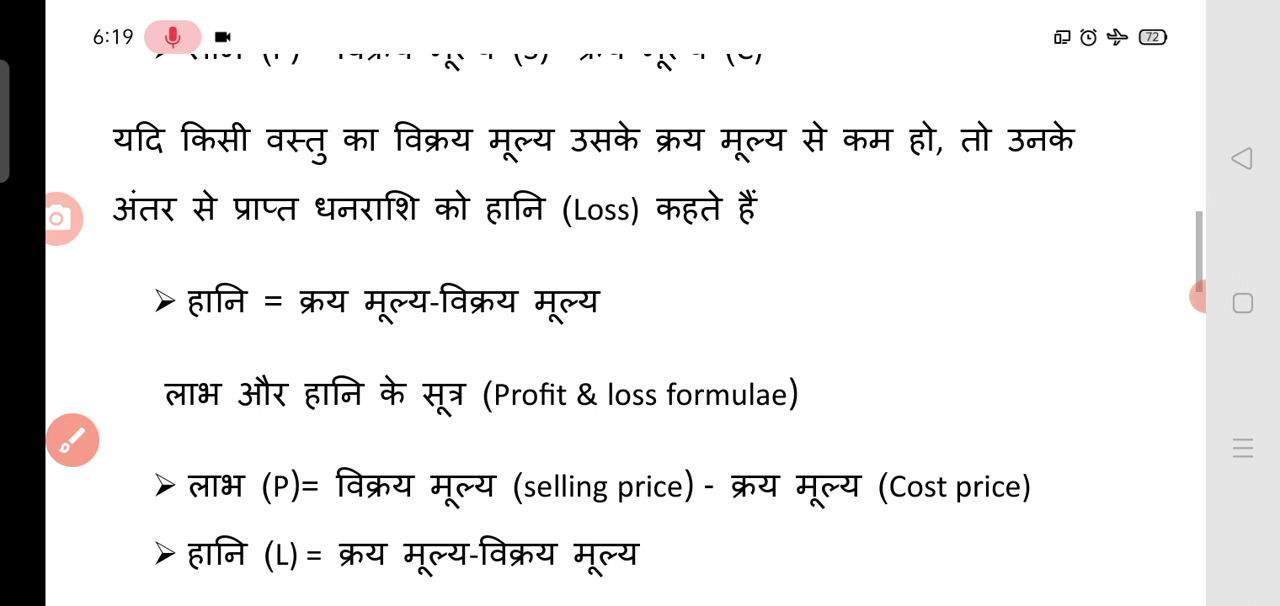 6:19
72
यदि किसी वस्तु का विक्रय मूल्य उसके क्रय मूल्य से कम हो, तो उनके
अंतर से प्राप्त धनराशि को हानि (Loss) कहते हैं
➢ हानि = क्रय मूल्य-विक्रय मूल्य
लाभ और हानि के सूत्र (Profit & loss formulae)
➢ लाभ (P)= विक्रय मूल्य (selling price) - क्रय मूल्य (Cost price)
➢ हानि (L) = क्रय मूल्य-विक्रय मूल्य